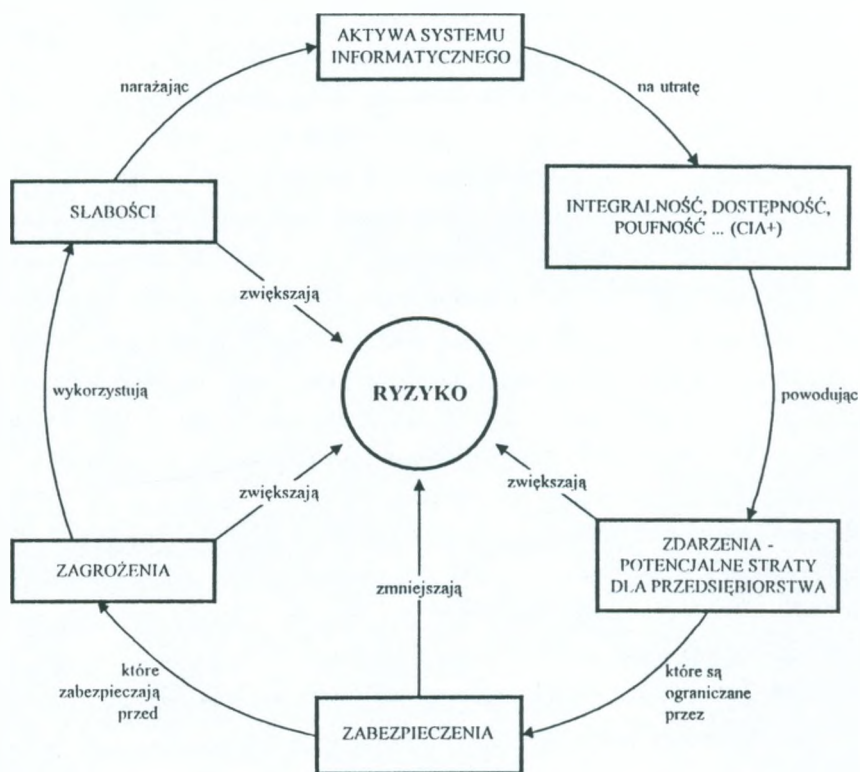 AKTYWA SYSTEMU
INFORMATYCZNEGO
narażając
na utratę
SŁABOŚCI
INTEGRALNOŚĆ, DOSTĘPNOŚĆ,
POUFNOŚĆ ... (CIA+)
zwiększają
wykorzystują
RYZYKO
powodując
zwiększają
zwiększają
ZAGROŻENIA
ZDARZENIA -
POTENCJALNE STRATY
DLA PRZEDSIĘBIORSTWA
zmniejszają
które
zabezpieczają
przed
które są
ograniczane
przez
ZABEZPIECZENIA